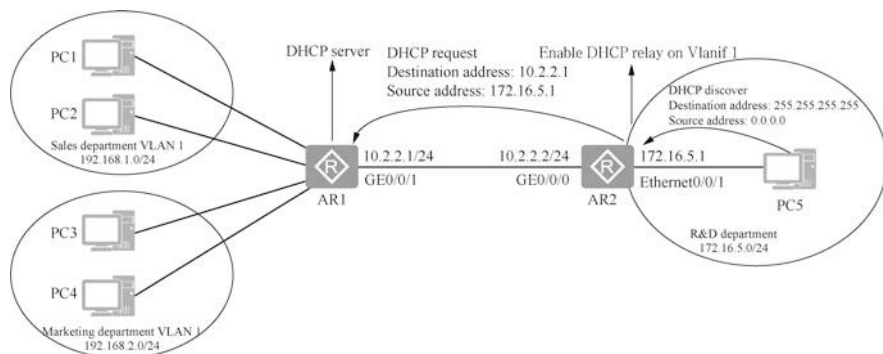 DHCP server
DHCP request
Destination address: 10.2.2.1
Source address: 172.16.5.1
Enable DHCP relay on Vlanif 1
DHCP discover
Destination address: 255.255.255.255
Source address: 0.0.0.0
PC1
PC2
Sales department VLAN 1
192.168.1.0/24
R
10.2.2.1/24
GE0/0/1
AR1
10.2.2.2/24
GE0/0/0
R
172.16.5.1
Ethernet0/0/1
AR2
PC5
R&D department
172.16.5.0/24
PC3
PC4
Marketing department VLAN 1
192.168.2.0/24